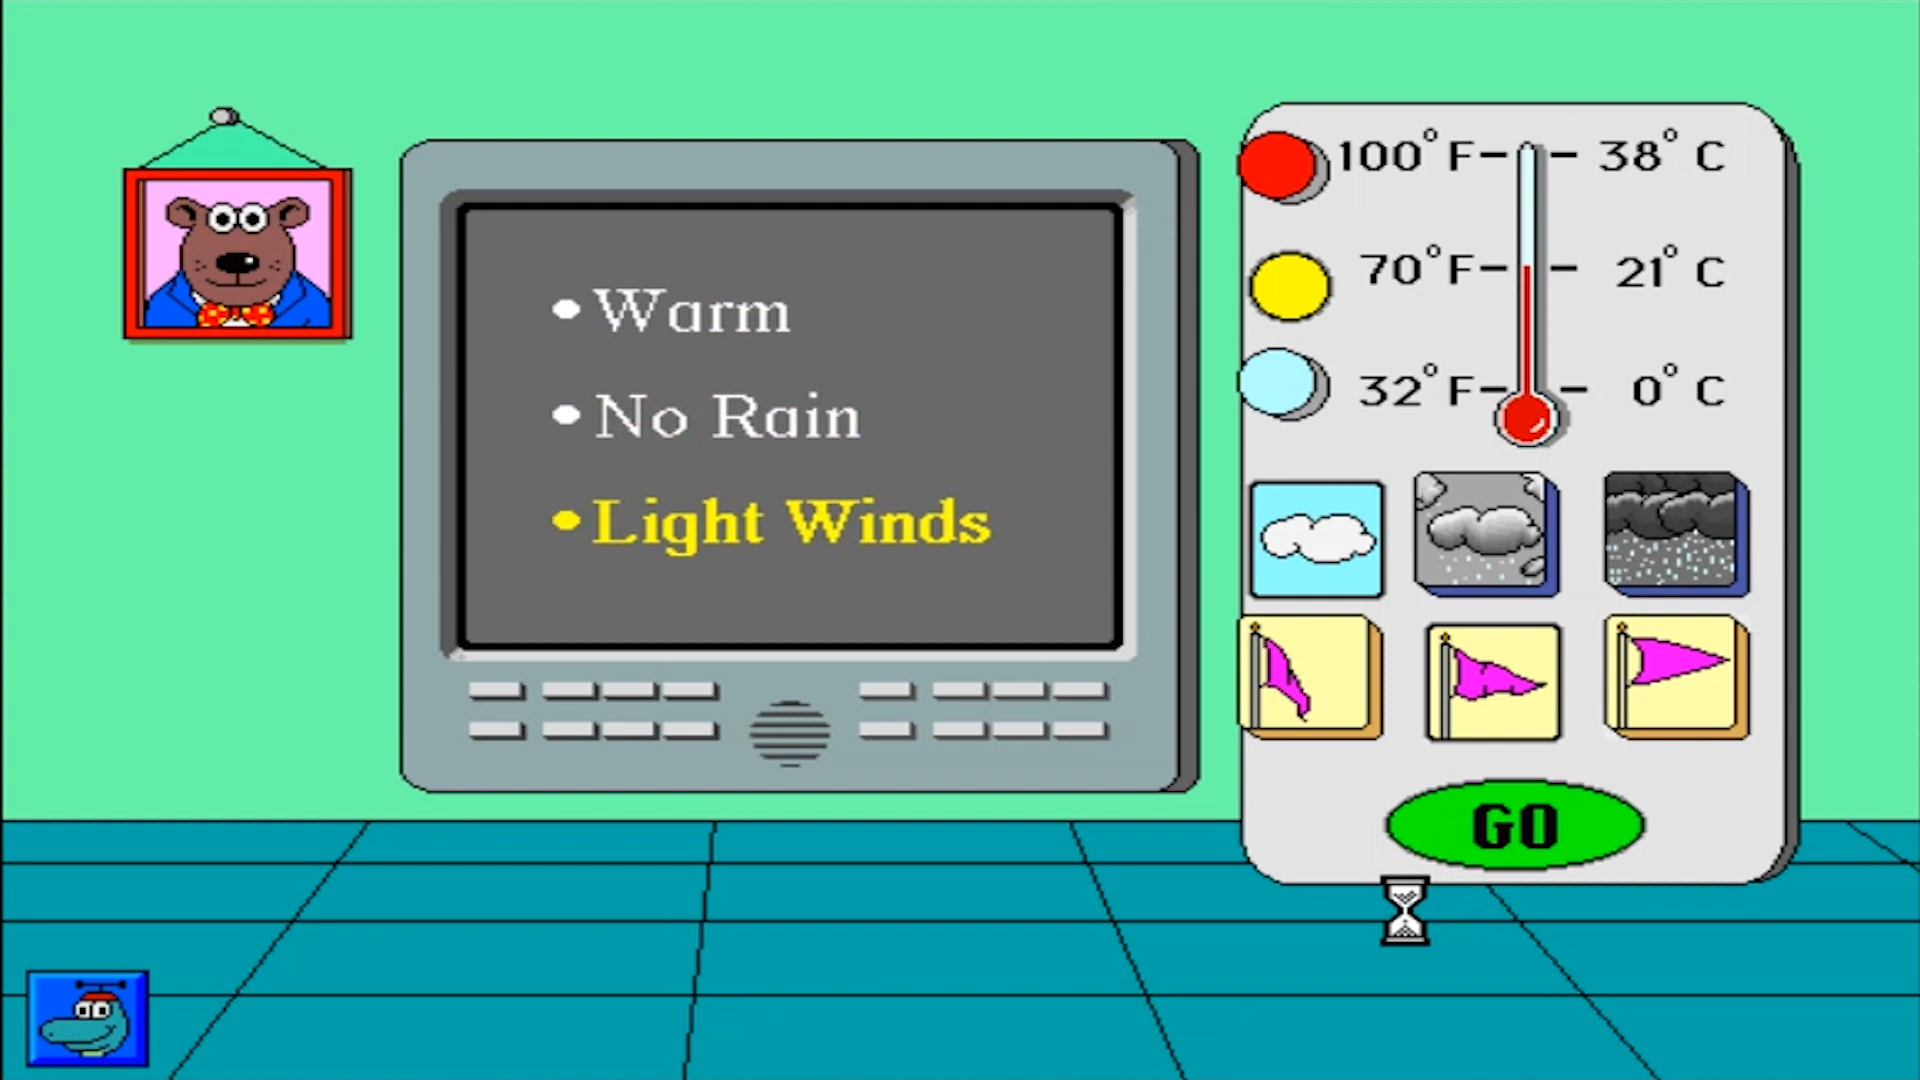 • Warm
• No Rain
• Light Winds
100° F 38° C
70° F 21° C
32° F 0° C
GO